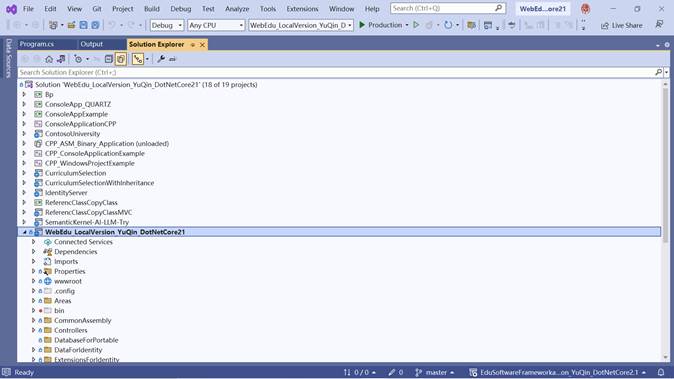 File Edit View Git Project Build Debug Test Analyze Tools Extensions Window Help Search (Ctrl+Q) WebEdu_...ore21
Debug Any CPU WebEdu_LocalVersion_YuQin_D Production Live Share
Program.cs Output Solution Explorer
Data Sources
Search Solution Explorer (Ctrl+;)
Solution 'WebEdu_LocalVersion_YuQin_DotNetCore21' (18 of 19 projects)
Bp
ConsoleApp_QUARTZ
ConsoleAppExample
ConsoleApplicationCPP
ContosoUniversity
CPP_ASM_Binary_Application (unloaded)
CPP_ConsoleApplicationExample
CPP_WindowsProjectExample
CurriculumSelection
CurriculumSelectionWithInheritance
IdentityServer
ReferencClassCopyClass
ReferencClassCopyClassMVC
SemanticKernel-AI-LLM-Try
WebEdu_LocalVersion_YuQin_DotNetCore21
Connected Services
Dependencies
Imports
Properties
wwwroot
.config
Areas
bin
CommonAssembly
Controllers
DatabaseForPortable
DataForIdentity
ExtensionsForIdentity
Ready 0 / 0 0 master EduSoftwareFrameworka...on_YuQin_DotNetCore2.1